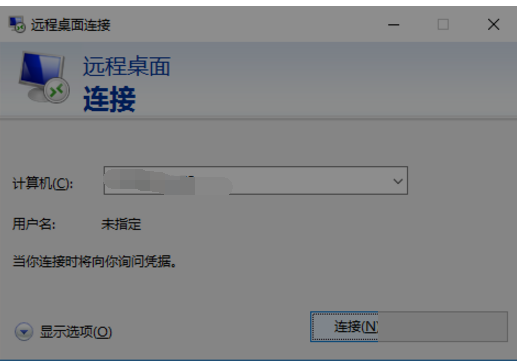 远程桌面连接
远程桌面
连接
计算机(C):
用户名: 未指定
当你连接时将向你询问凭据。
显示选项(O)
连接(N